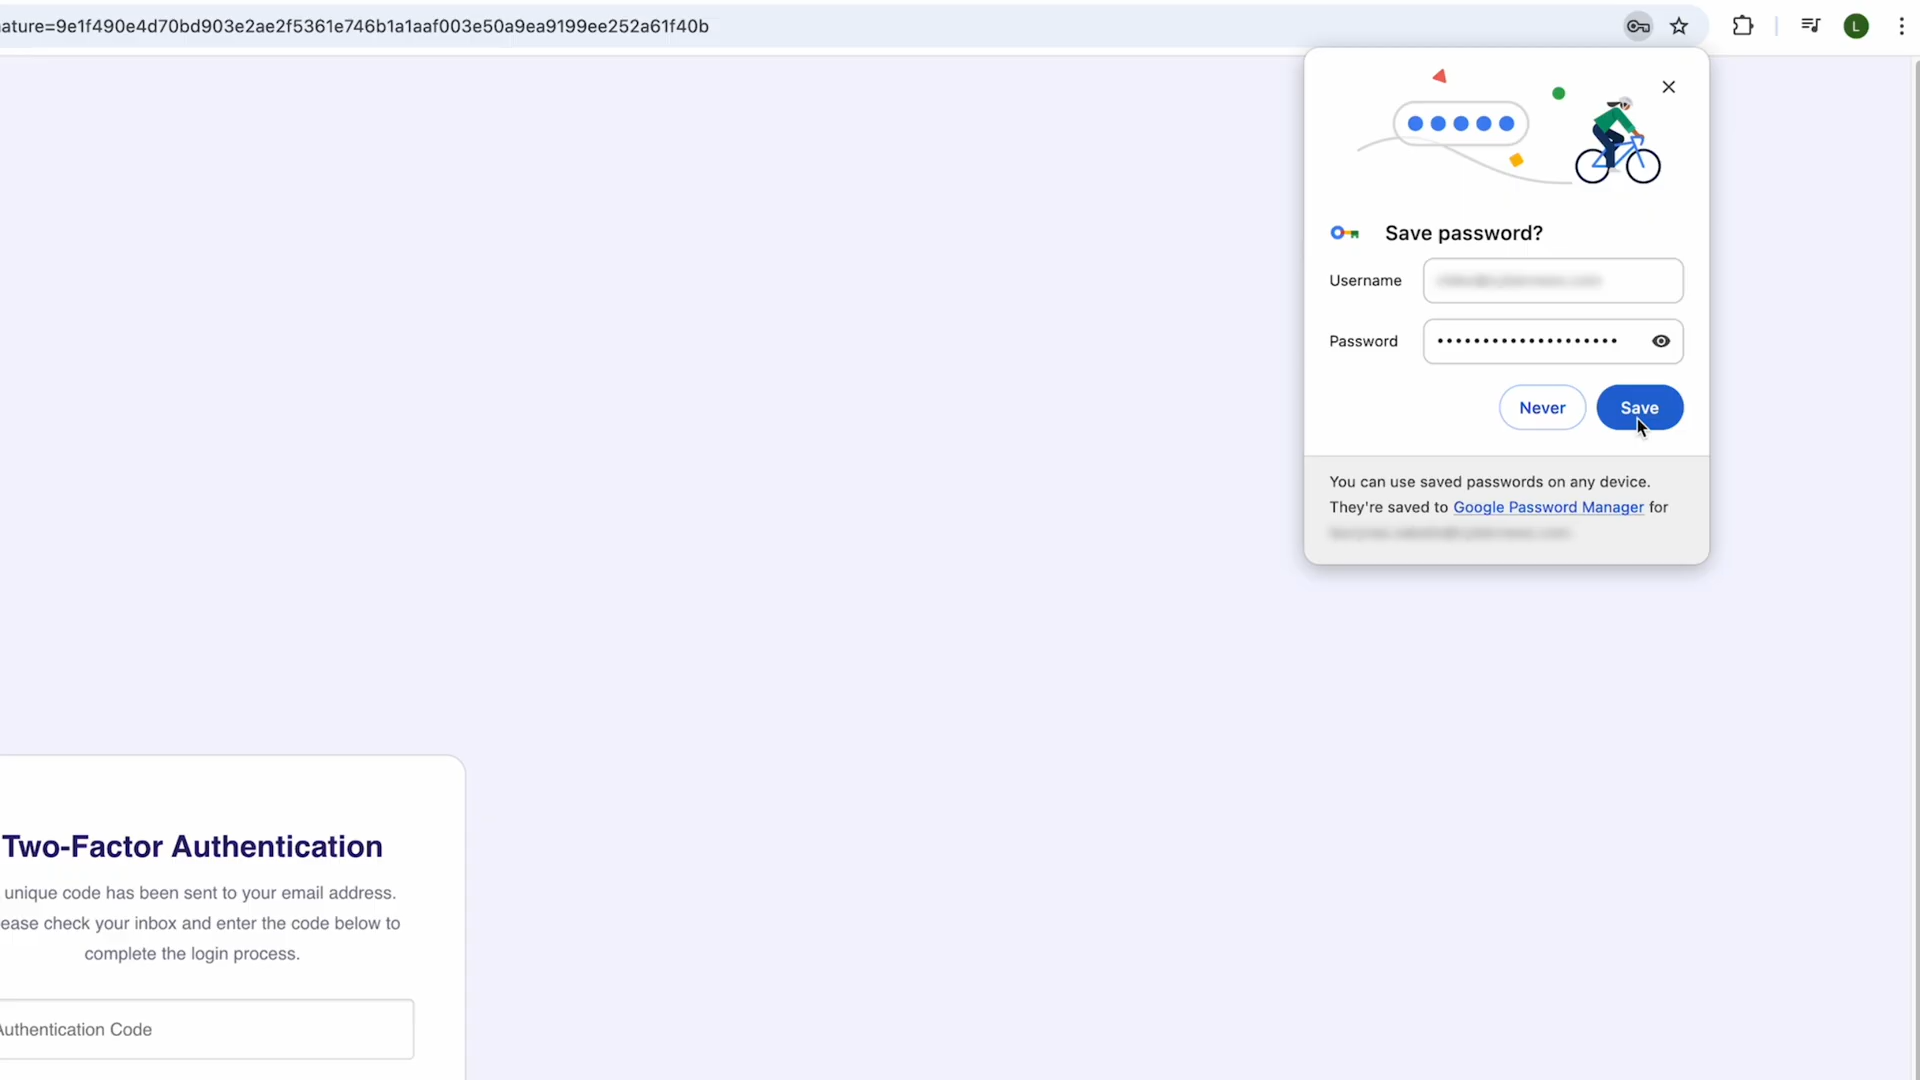 ature=9e1f490e4d70bd903e2ae2f5361e746b1a1aaf003e50a9ea9199ee252a61f40b
L
Save password?
Username
Password ••••••••••••••••••••
Never Save
You can use saved passwords on any device.
They're saved to Google Password Manager for
Two-Factor Authentication
unique code has been sent to your email address.
ease check your inbox and enter the code below to
complete the login process.
Authentication Code